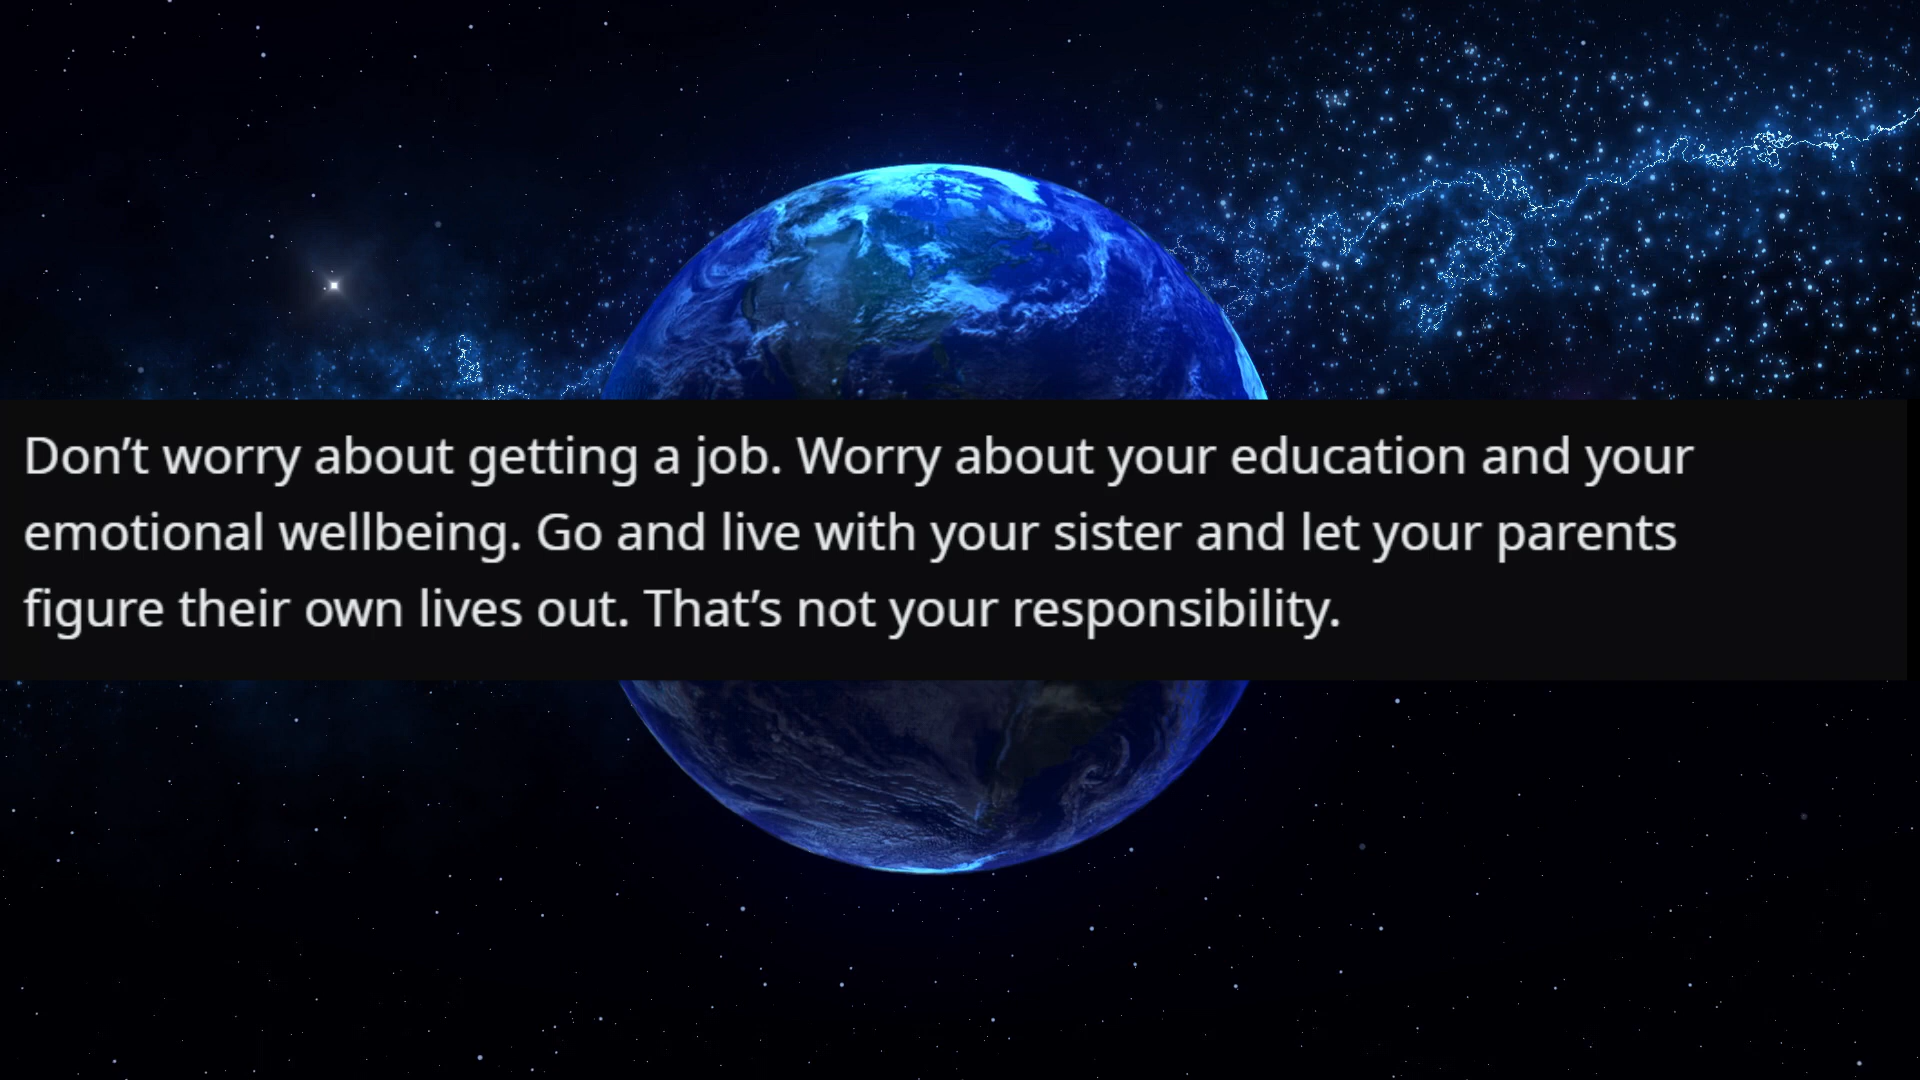 Don’t worry about getting a job. Worry about your education and your
emotional wellbeing. Go and live with your sister and let your parents
figure their own lives out. That’s not your responsibility.